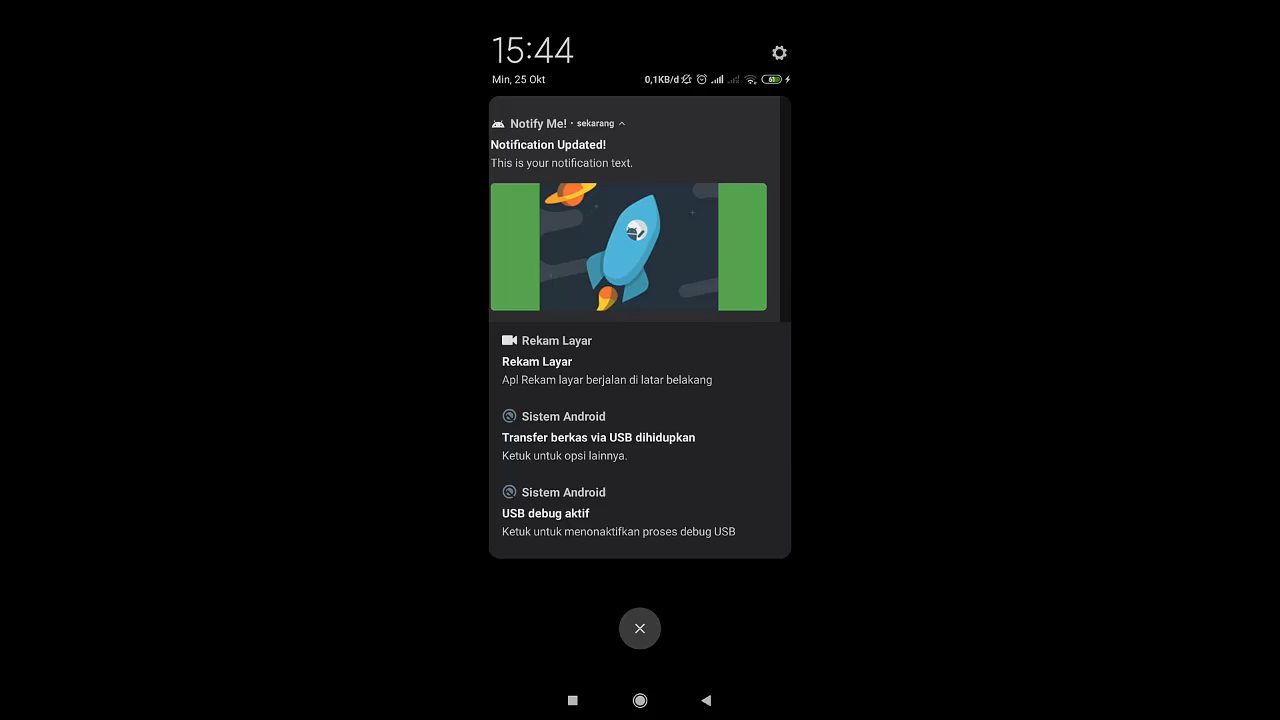 15:44
Min, 25 Okt
0,1KB/d
61
Notify Me! • sekarang
Notification Updated!
This is your notification text.
Rekam Layar
Rekam Layar
Apl Rekam layar berjalan di latar belakang
Sistem Android
Transfer berkas via USB dihidupkan
Ketuk untuk opsi lainnya.
Sistem Android
USB debug aktif
Ketuk untuk menonaktifkan proses debug USB